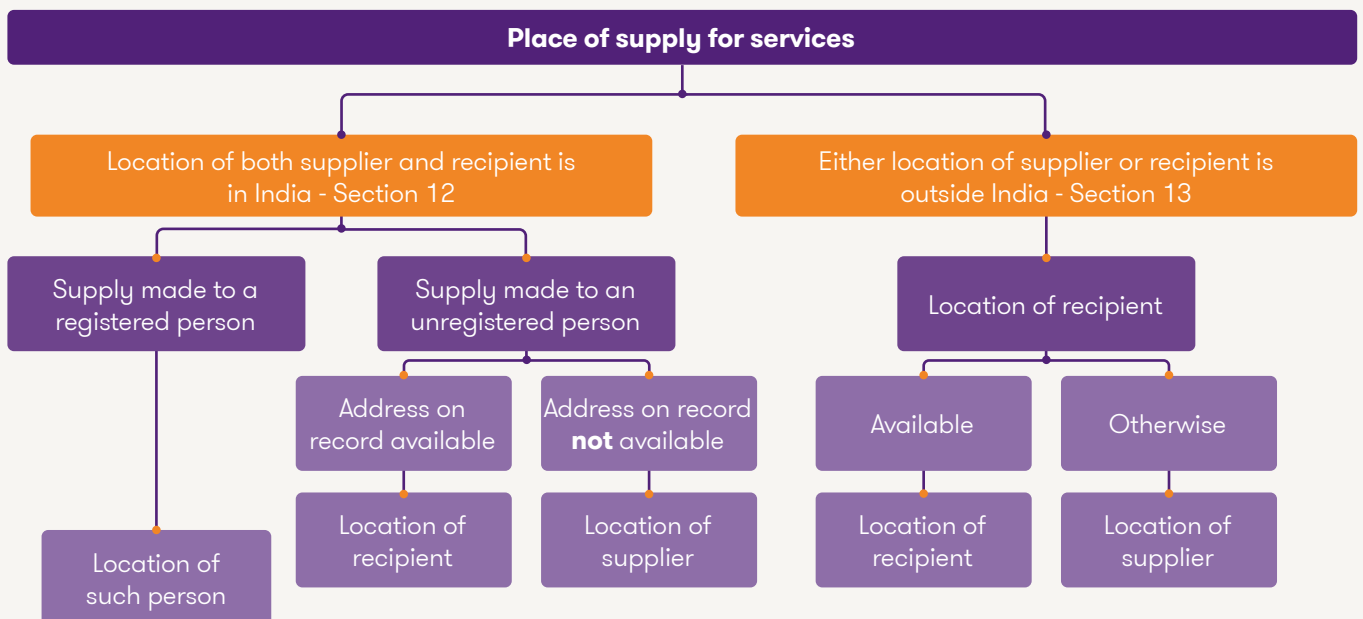 Place of supply for services
Location of both supplier and recipient is
in India - Section 12
Either location of supplier or recipient is
outside India - Section 13
Supply made to a
registered person
Supply made to an
unregistered person
Location of recipient
Address on
record available
Address on record
not available
Available
Otherwise
Location of
such person
Location of
recipient
Location of
supplier
Location of
recipient
Location of
supplier